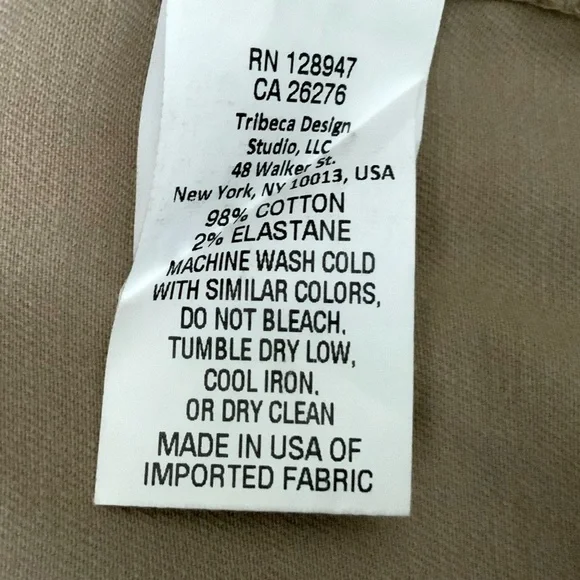 RN 128947
CA 26276
Tribeca Design
Studio, LLC
48 Walker St.
New York, NY 10013, USA
98% COTTON
2% ELASTANE
MACHINE WASH COLD
WITH SIMILAR COLORS,
DO NOT BLEACH.
TUMBLE DRY LOW,
COOL IRON.
OR DRY CLEAN
MADE IN USA OF
IMPORTED FABRIC